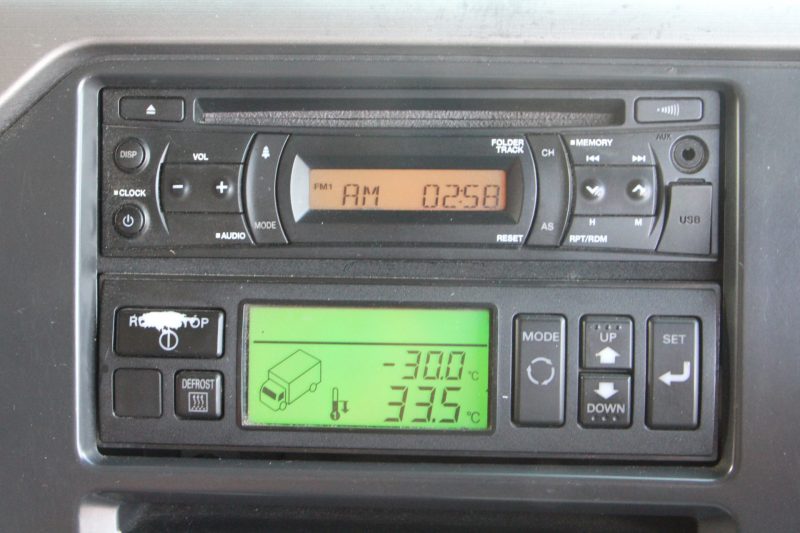 DISP
VOL
CLOCK
- +
AUDIO
MODE
FM1 AM 02:58
FOLDER
TRACK
RESET
CH
AS
MEMORY
H M
RPT/RDM
AUX
USB
DEFROST
-30.0 °C
33.5 °C
MODE
UP
DOWN
SET